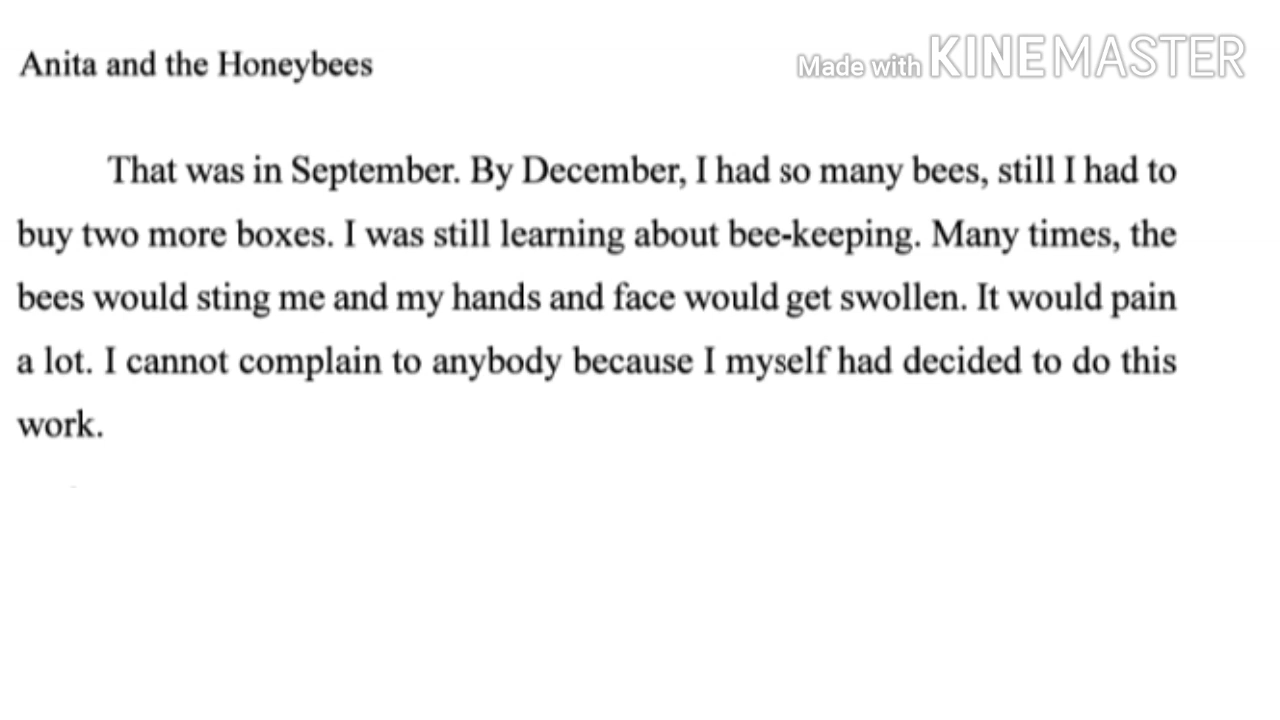 Anita and the Honeybees
Made with KINEMASTER
That was in September. By December, I had so many bees, still I had to
buy two more boxes. I was still learning about bee-keeping. Many times, the
bees would sting me and my hands and face would get swollen. It would pain
a lot. I cannot complain to anybody because I myself had decided to do this
work.